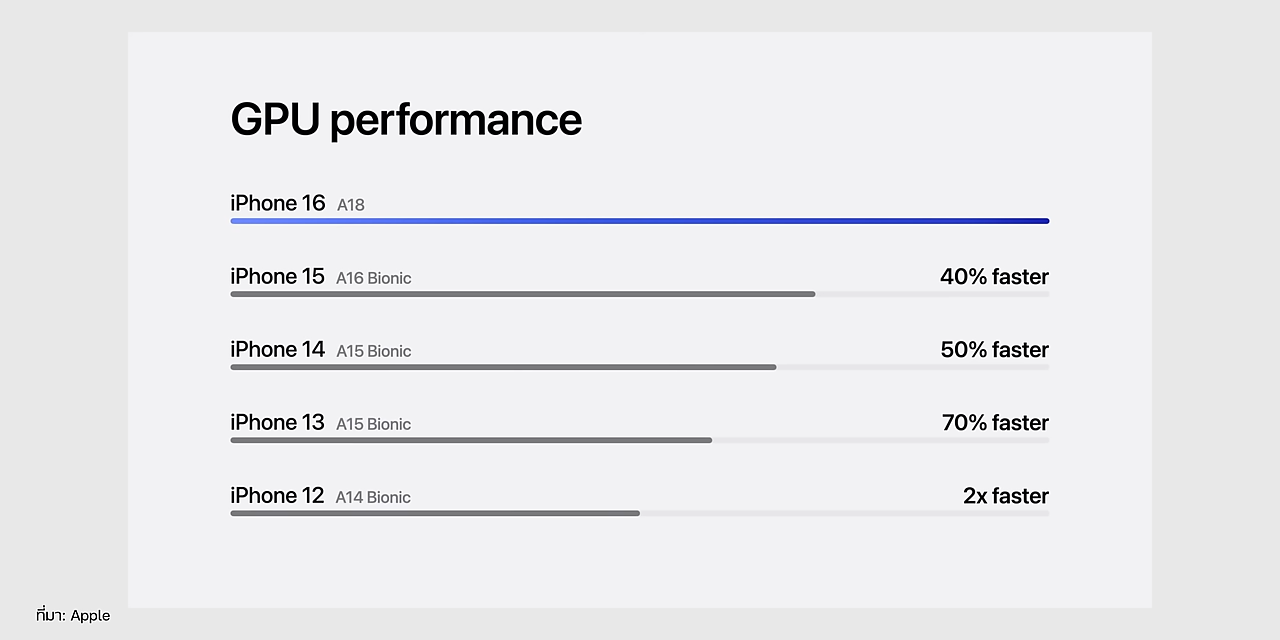 GPU performance
iPhone 16 A18
iPhone 15 A16 Bionic 40% faster
iPhone 14 A15 Bionic 50% faster
iPhone 13 A15 Bionic 70% faster
iPhone 12 A14 Bionic 2x faster
ที่มา: Apple